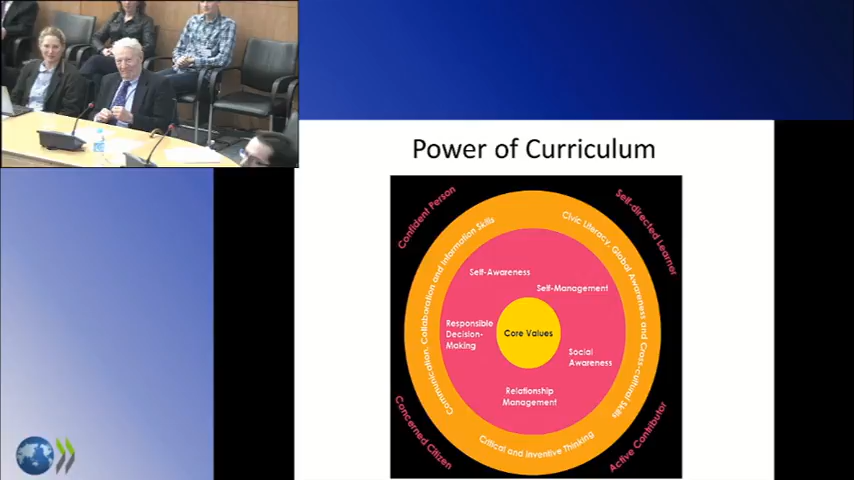 Power of Curriculum
Confident Person
Self-directed Learner
Communication, Collaboration and Information Skills
Civic Literacy, Global Awareness and Cross-cultural Skills
Self-Awareness
Self-Management
Responsible
Decision-
Making
Core Values
Social
Awareness
Relationship
Management
Critical and Inventive Thinking
Concerned Citizen
Active Contributor